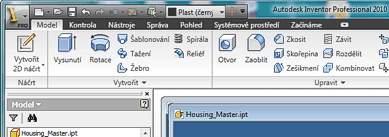 Plast (černý
Autodesk Inventor Professional 2010
PRO
Model Kontrola Nástroje Správa Pohled Systémové prostředí Začínáme
Vytvořit 2D náčrt
Vysunutí
Rotace
Šablonování
Tažení
Žebro
Spirála
Reliéf
Otvor
Zaoblit
Zkosit
Skořepina
Zešikmení
Závit
Rozdělit
Kombinovat
Náčrt
Vytvořit
Upravit
Model
Housing_Master.ipt
Housing_Master.ipt